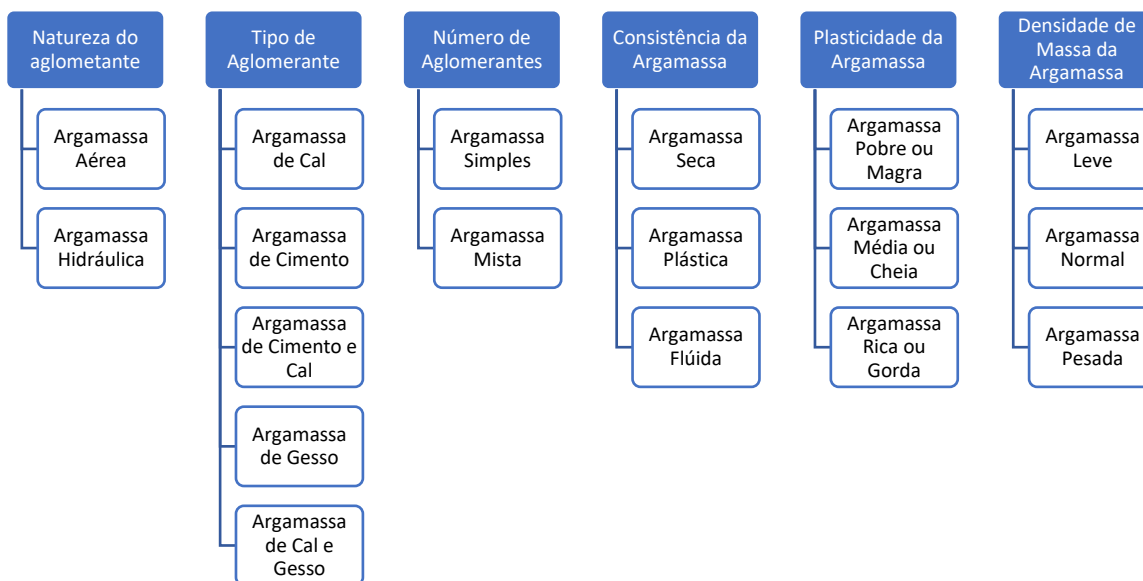 Natureza do
aglometante
Argamassa
Aérea
Argamassa
Hidráulica
Tipo de
Aglomerante
Argamassa
de Cal
Argamassa
de Cimento
Argamassa
de Cimento e
Cal
Argamassa
de Gesso
Argamassa
de Cal e
Gesso
Número de
Aglomerantes
Argamassa
Simples
Argamassa
Mista
Consistência da
Argamassa
Argamassa
Seca
Argamassa
Plástica
Argamassa
Flúida
Plasticidade da
Argamassa
Argamassa
Pobre ou
Magra
Argamassa
Média ou
Cheia
Argamassa
Rica ou
Gorda
Densidade de
Massa da
Argamassa
Argamassa
Leve
Argamassa
Normal
Argamassa
Pesada